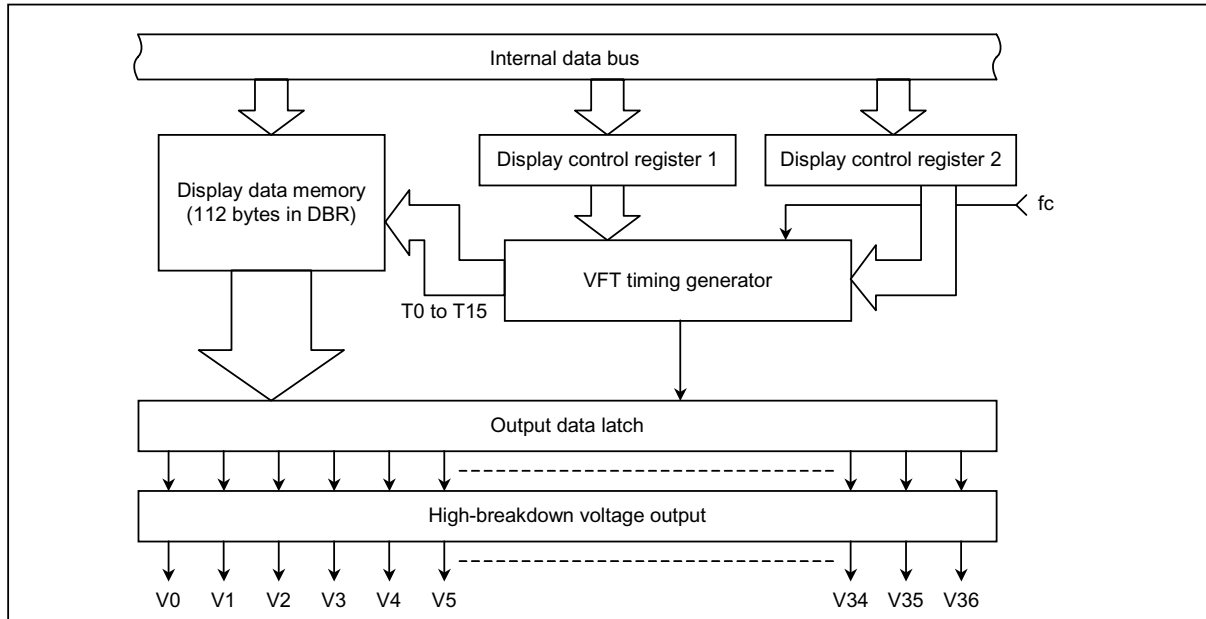 Internal data bus
Display control register 1
Display control register 2
Display data memory
(112 bytes in DBR)
fc
VFT timing generator
T0 to T15
Output data latch
High-breakdown voltage output
V0 V1 V2 V3 V4 V5 V34 V35 V36